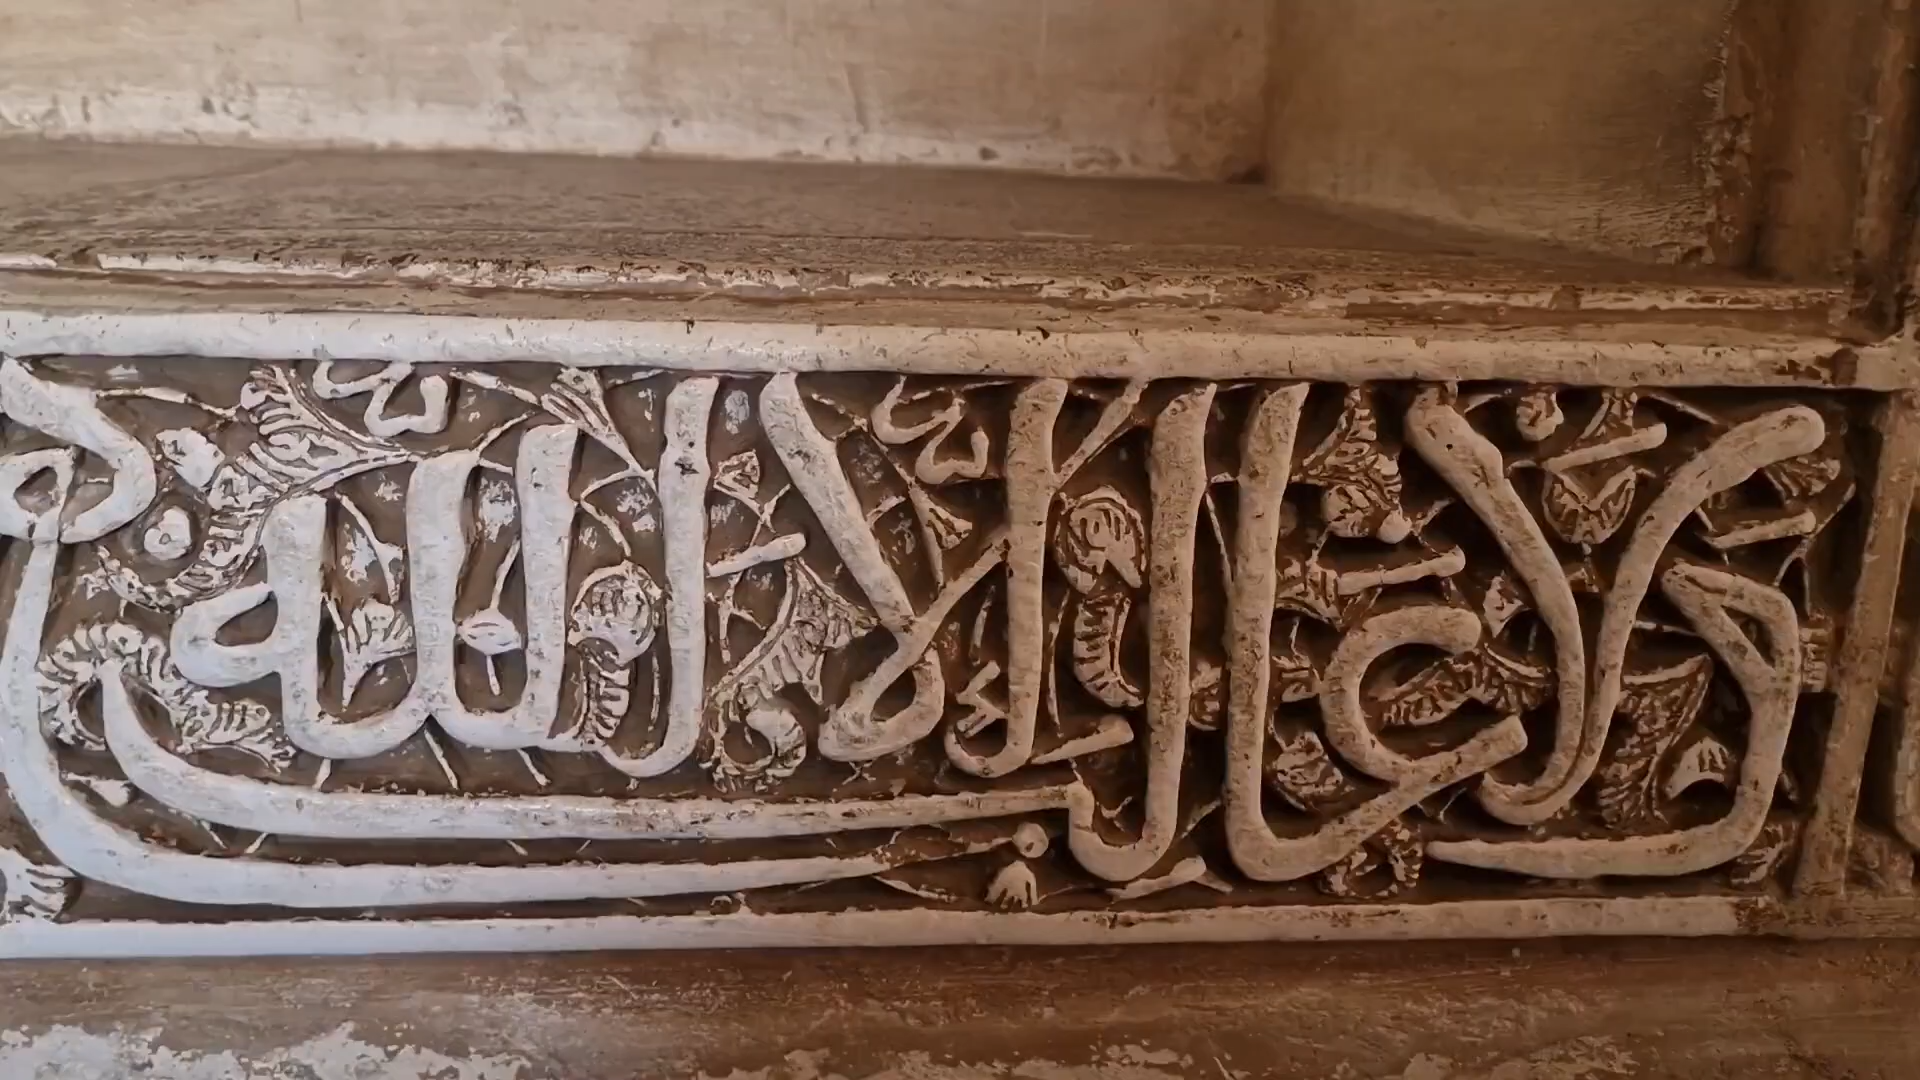 ولا غالب إلا الله